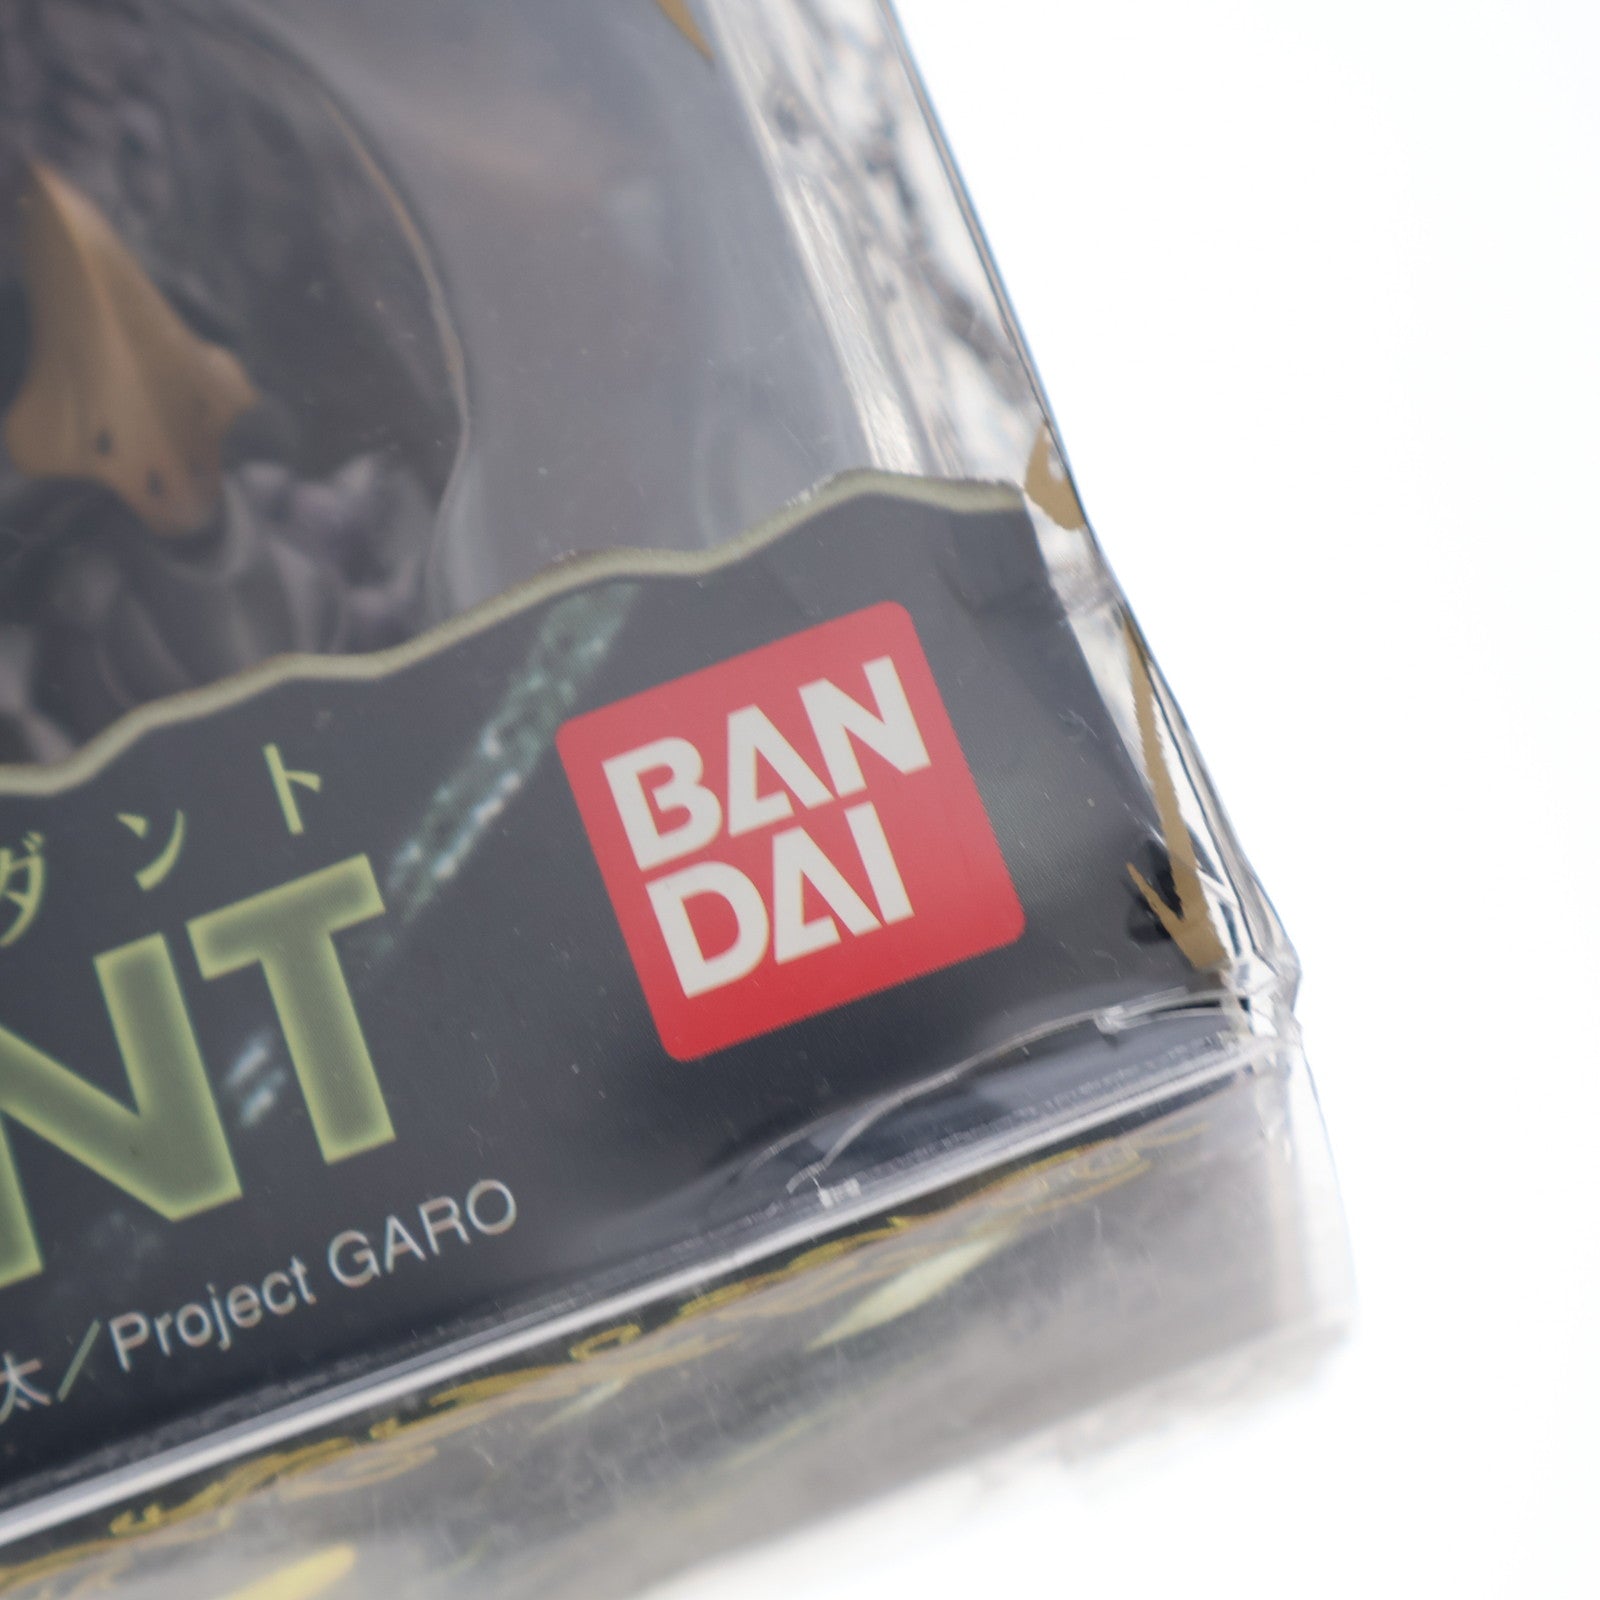 ダント
NT
BAN
DAI
太／Project GARO